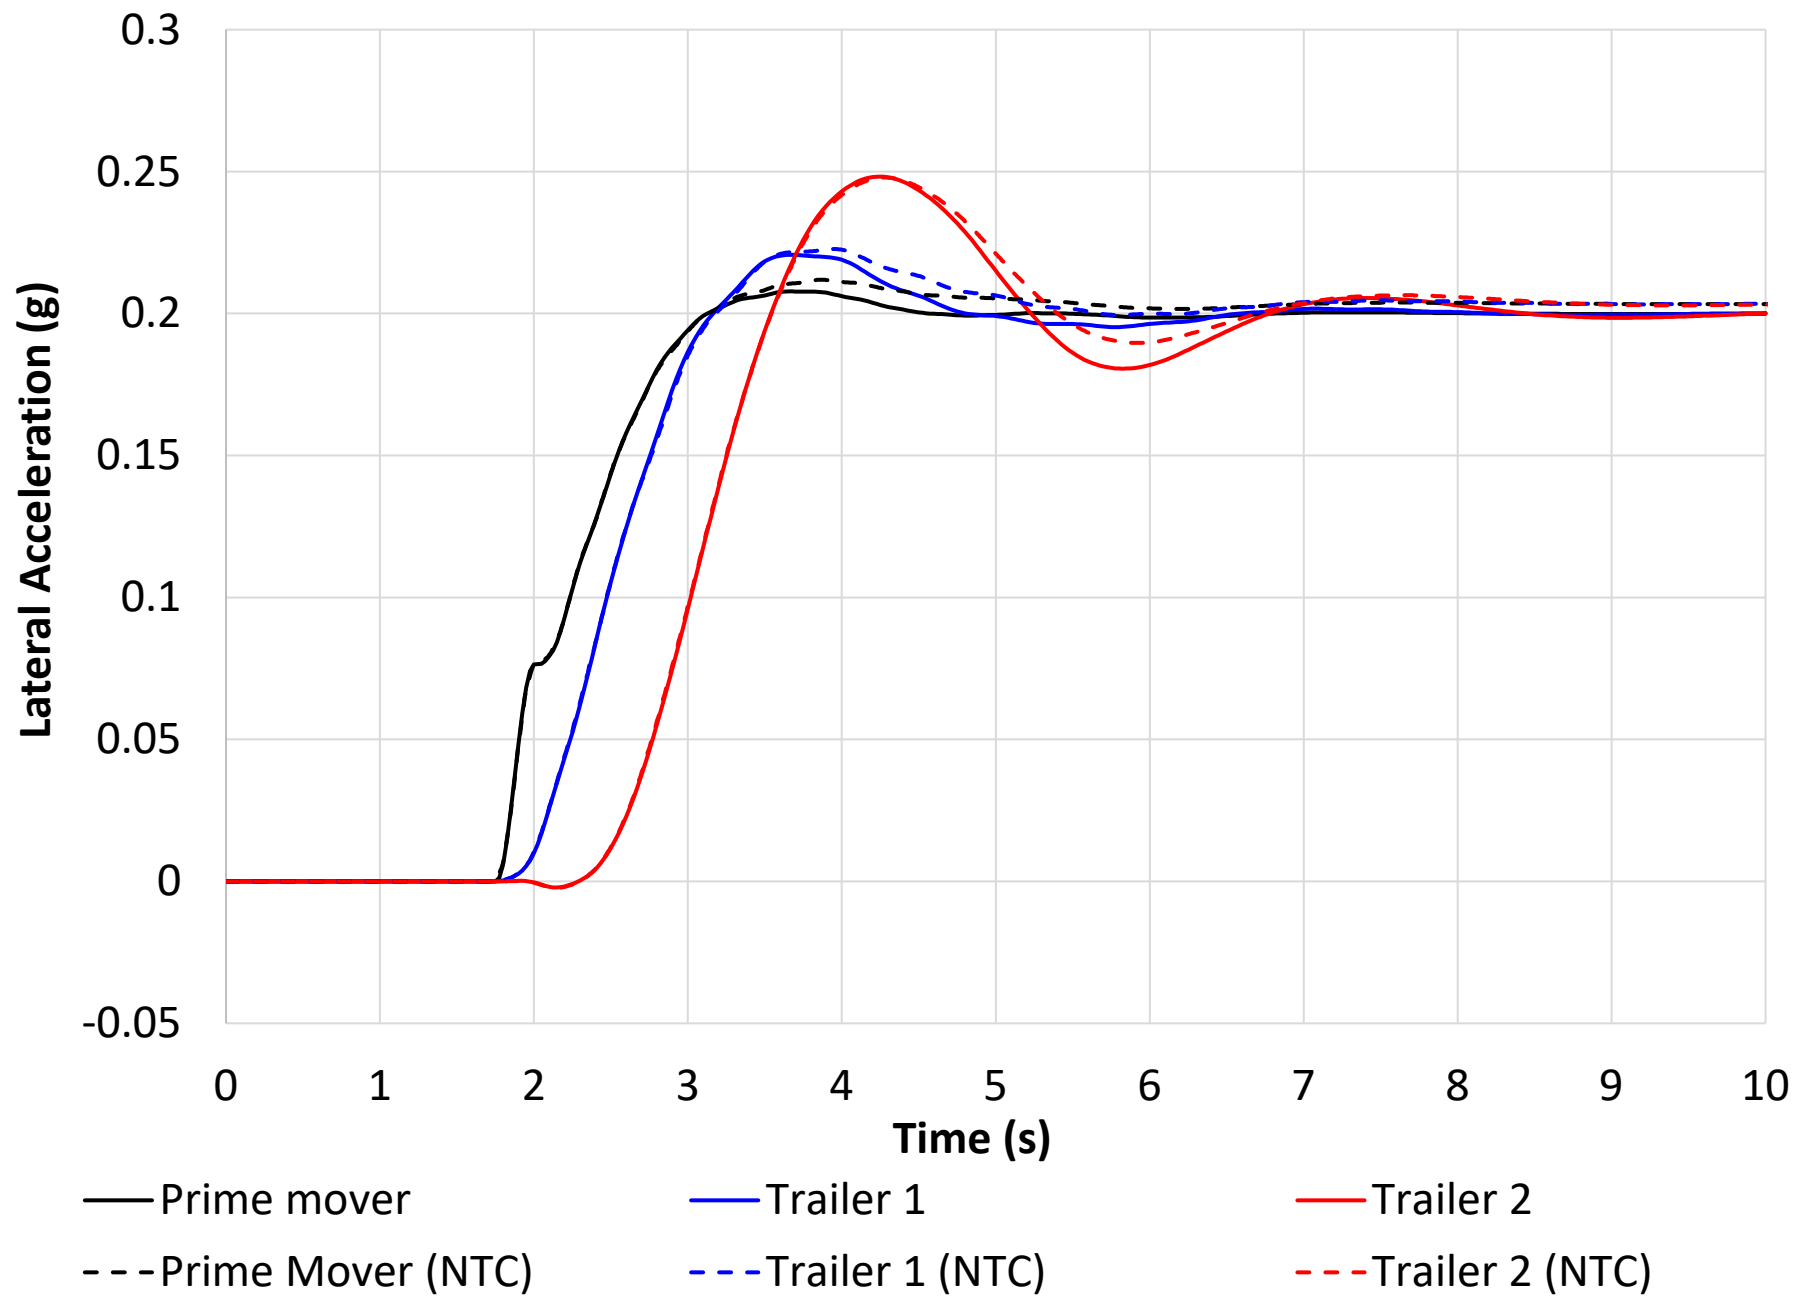 0.3
0.25
0.2
0.15
0.1
0.05
0
-0.05
Lateral Acceleration (g)
0 1 2 3 4 5 6 7 8 9 10
Time (s)
Prime mover Trailer 1 Trailer 2
Prime Mover (NTC) Trailer 1 (NTC) Trailer 2 (NTC)